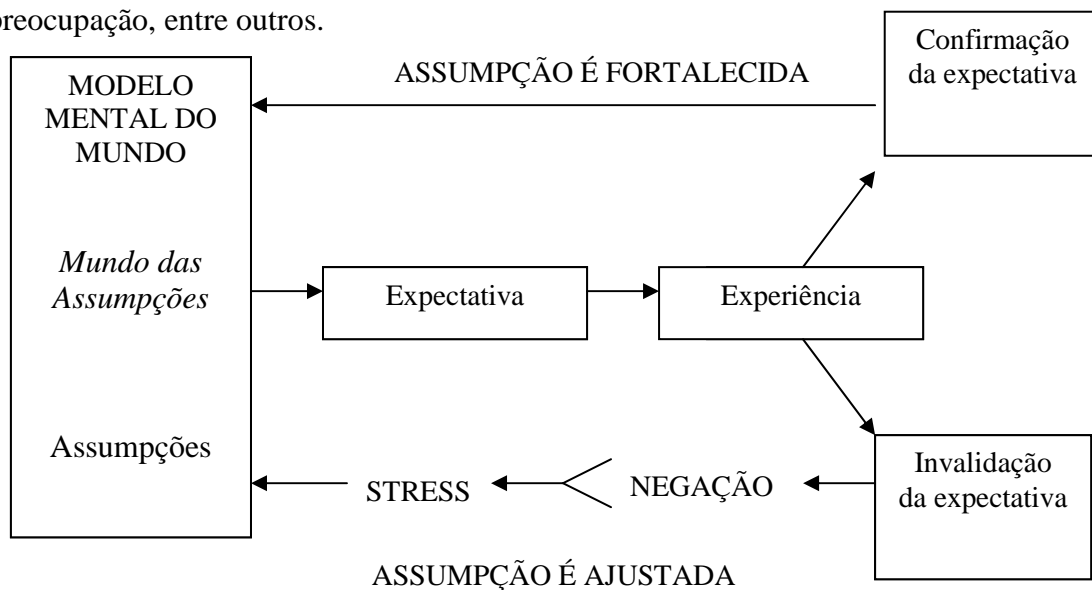 preocupação, entre outros.
MODELO
MENTAL DO
MUNDO
Mundo das
Assumpções
Assumpções
ASSUMPÇÃO É FORTALECIDA
Confirmação
da expectativa
Expectativa
Experiência
Invalidação
da expectativa
NEGAÇÃO
STRESS
ASSUMPÇÃO É AJUSTADA